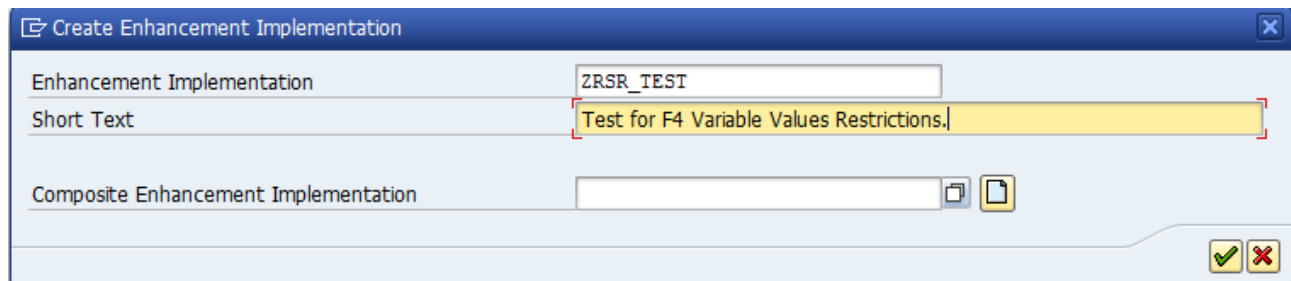 Create Enhancement Implementation
Enhancement Implementation ZRSR_TEST
Short Text Test for F4 Variable Values Restrictions.
Composite Enhancement Implementation